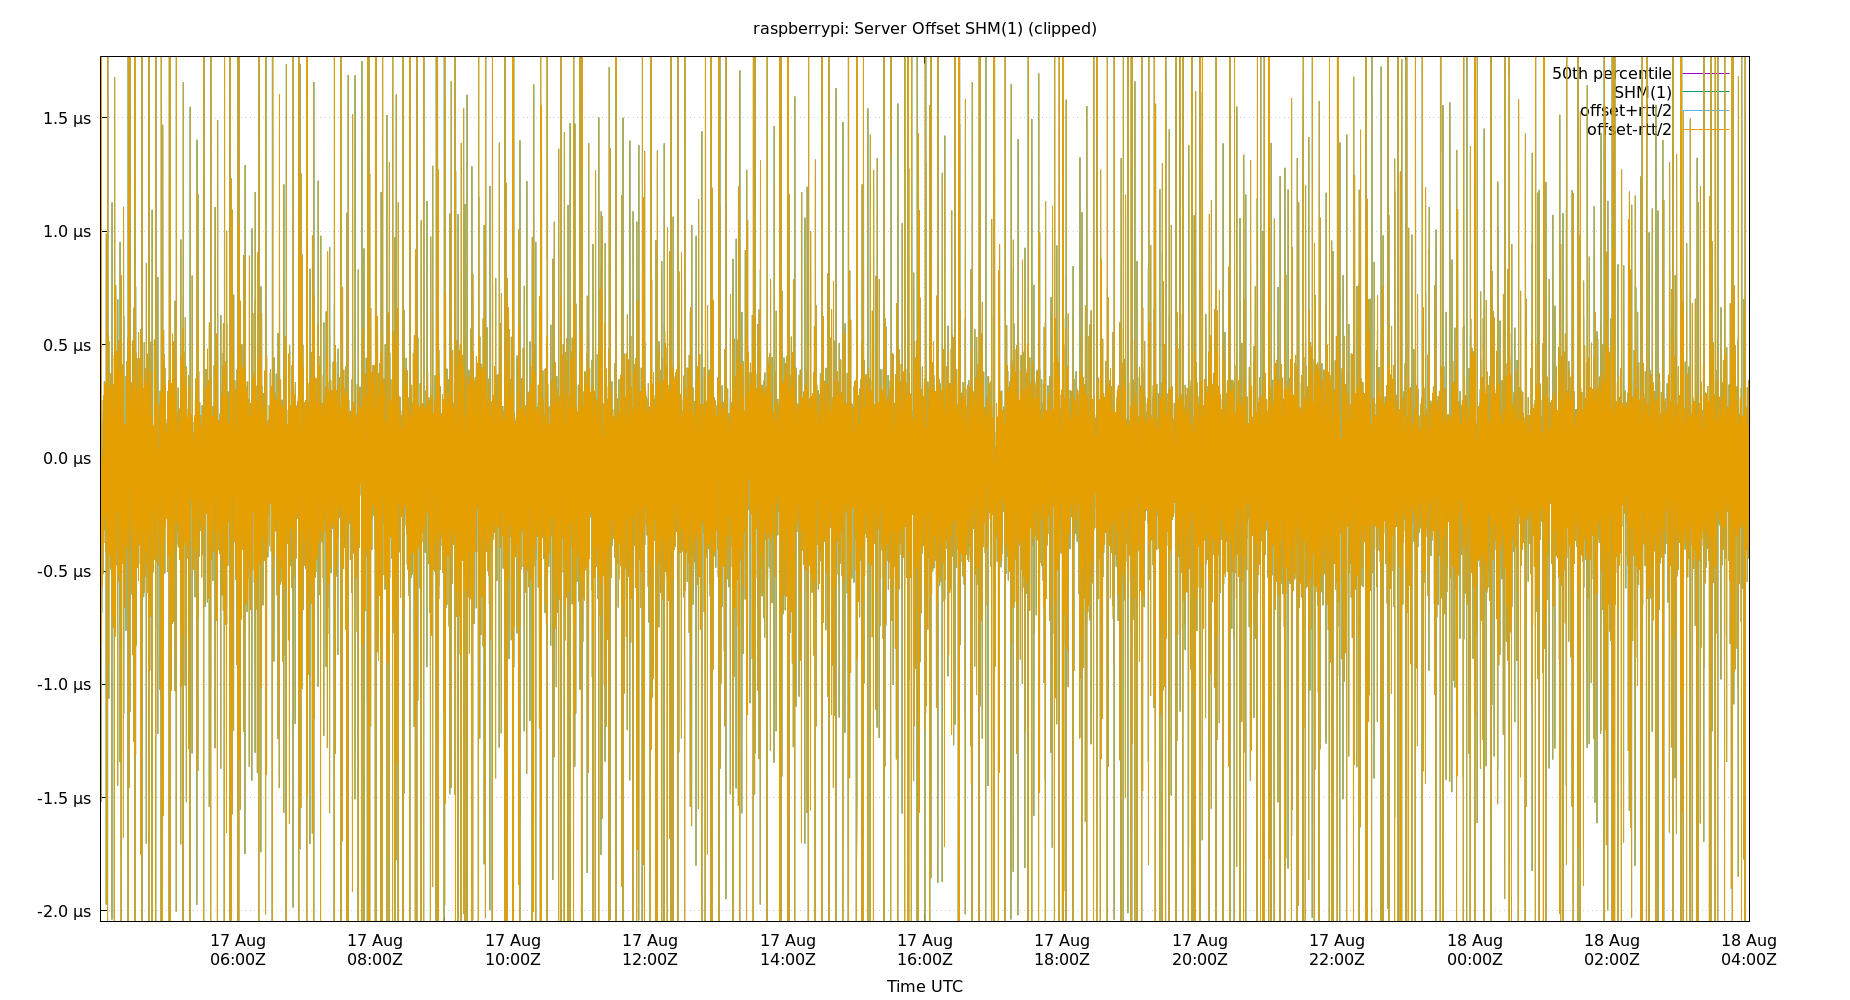 raspberrypi: Server Offset SHM(1) (clipped)
50th percentile
SHM(1)
offset+rtt/2
offset-rtt/2
1.5 µs
1.0 µs
0.5 µs
0.0 µs
-0.5 µs
-1.0 µs
-1.5 µs
-2.0 µs
17 Aug 17 Aug 17 Aug 17 Aug 17 Aug 17 Aug 17 Aug 17 Aug 17 Aug 18 Aug 18 Aug 18 Aug
06:00Z 08:00Z 10:00Z 12:00Z 14:00Z 16:00Z 18:00Z 20:00Z 22:00Z 00:00Z 02:00Z 04:00Z
Time UTC